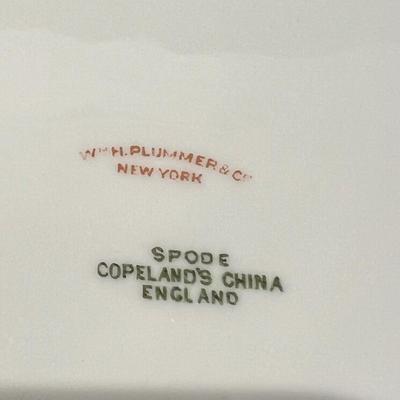 Wᴹ H. PLUMMER & Cᴼ
NEW YORK
SPODE
COPELAND'S CHINA
ENGLAND